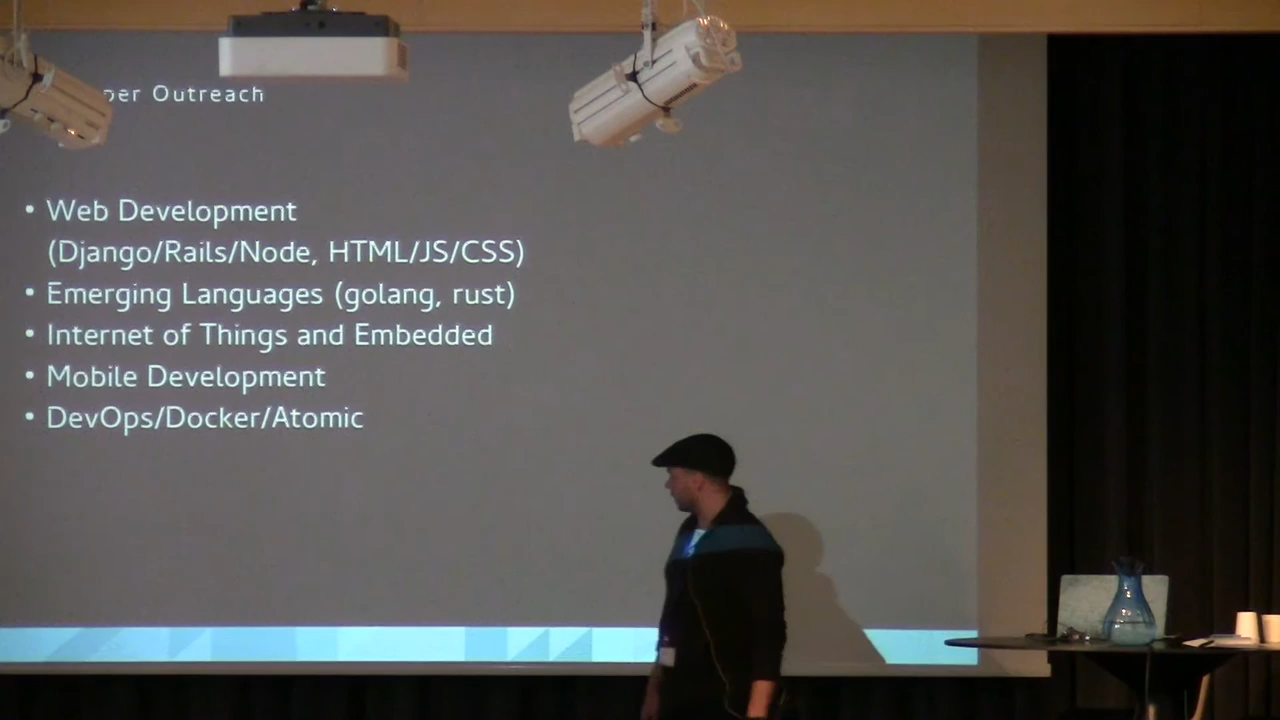 Outreach
• Web Development
(Django/Rails/Node, HTML/JS/CSS)
• Emerging Languages (golang, rust)
• Internet of Things and Embedded
• Mobile Development
• DevOps/Docker/Atomic